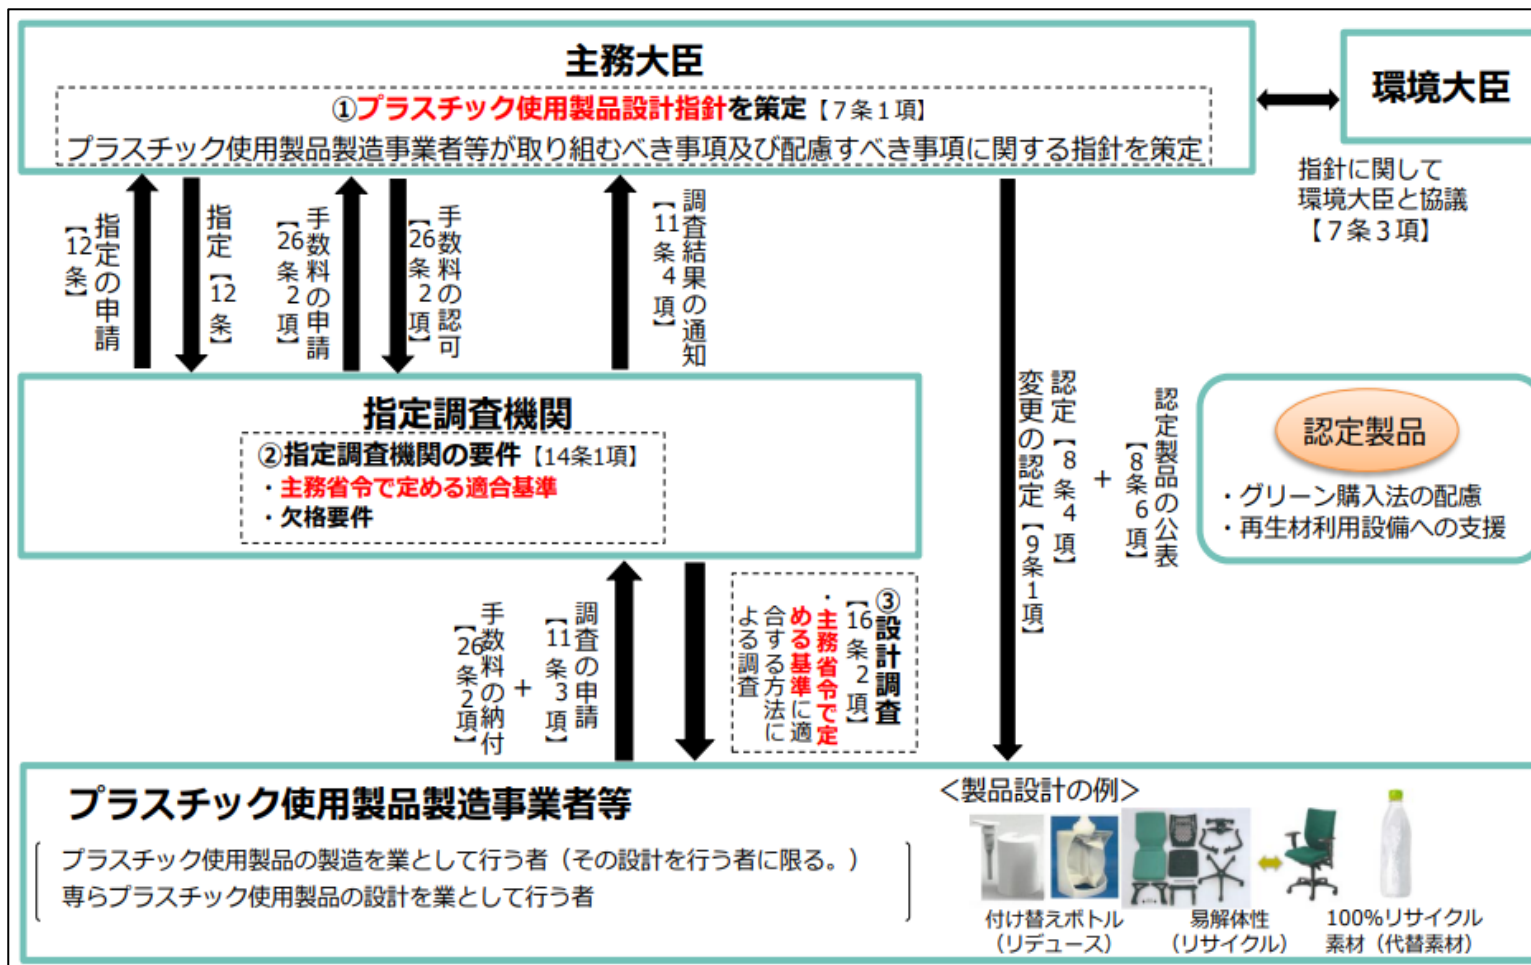 主務大臣
①プラスチック使用製品設計指針を策定【7条1項】
プラスチック使用製品製造事業者等が取り組むべき事項及び配慮すべき事項に関する指針を策定
環境大臣
指針に関して
環境大臣と協議
【7条3項】
指定の申請
【12条】
指定【12条】
手数料の申請
【26条2項】
手数料の認可
【26条2項】
調査結果の通知
【11条4項】
指定調査機関
②指定調査機関の要件【14条1項】
・主務省令で定める適合基準
・欠格要件
認定【8条4項】
変更の認定【9条1項】
+
認定製品の公表
【8条6項】
認定製品
・グリーン購入法の配慮
・再生材利用設備への支援
調査の申請
【11条3項】
+
手数料の納付
【26条2項】
③設計調査
【16条2項】
・主務省令で定
める基準に適
合する方法に
よる調査
プラスチック使用製品製造事業者等
プラスチック使用製品の製造を業として行う者（その設計を行う者に限る。）
専らプラスチック使用製品の設計を業として行う者
＜製品設計の例＞
付け替えボトル
（リデュース）
易解体性
（リサイクル）
100%リサイクル
素材（代替素材）